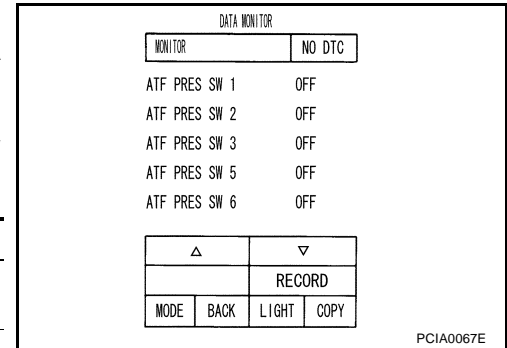 DATA MONITOR
MONITOR NO DTC
ATF PRES SW 1 OFF
ATF PRES SW 2 OFF
ATF PRES SW 3 OFF
ATF PRES SW 5 OFF
ATF PRES SW 6 OFF
△ ▽
RECORD
MODE BACK LIGHT COPY
PCIA0067E